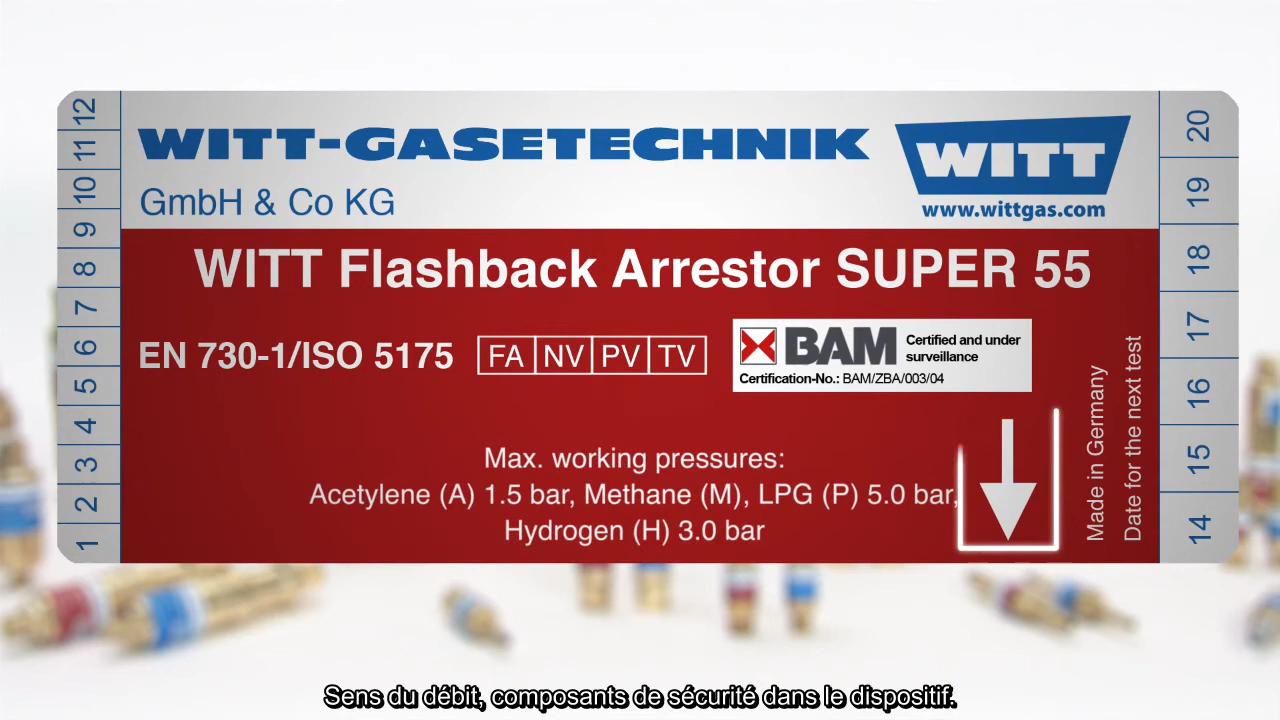 WITT-GASETECHNIK
GmbH & Co KG
WITT
www.wittgas.com
WITT Flashback Arrestor SUPER 55
EN 730-1/ISO 5175
FA NV PV TV
BAM
Certified and under
surveillance
Certification-No.: BAM/ZBA/003/04
Max. working pressures:
Acetylene (A) 1.5 bar, Methane (M), LPG (P) 5.0 bar,
Hydrogen (H) 3.0 bar
Made in Germany
Date for the next test
12
11
10
9
8
7
6
5
4
3
2
1
20
19
18
17
16
15
14
Sens du débit, composants de sécurité dans le dispositif.